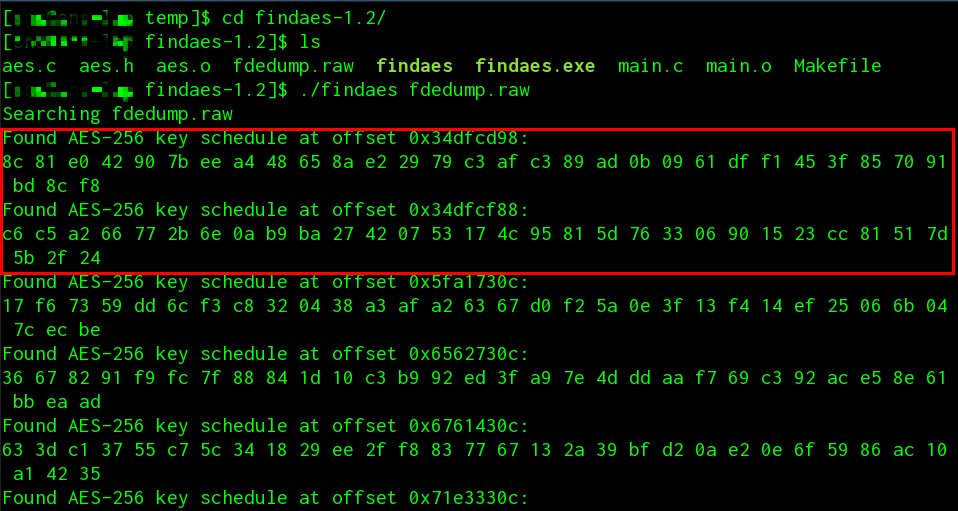 [ temp]$ cd findaes-1.2/
[ findaes-1.2]$ ls
aes.c aes.h aes.o fdedump.raw findaes findaes.exe main.c main.o Makefile
[ findaes-1.2]$ ./findaes fdedump.raw
Searching fdedump.raw
Found AES-256 key schedule at offset 0x34dfcd98:
8c 81 e0 42 90 7b ee a4 48 65 8a e2 29 79 c3 af c3 89 ad 0b 09 61 df f1 45 3f 85 70 91
bd 8c f8
Found AES-256 key schedule at offset 0x34dfcf88:
c6 c5 a2 66 77 2b 6e 0a b9 ba 27 42 07 53 17 4c 95 81 5d 76 33 06 90 15 23 cc 81 51 7d
5b 2f 24
Found AES-256 key schedule at offset 0x5fa1730c:
17 f6 73 59 dd 6c f3 c8 32 04 38 a3 af a2 63 67 d0 f2 5a 0e 3f 13 f4 14 ef 25 06 6b 04
7c ec be
Found AES-256 key schedule at offset 0x6562730c:
36 67 82 91 f9 fc 7f 88 84 1d 10 c3 b9 92 ed 3f a9 7e 4d dd aa f7 69 c3 92 ac e5 8e 61
bb ea ad
Found AES-256 key schedule at offset 0x6761430c:
63 3d c1 37 55 c7 5c 34 18 29 ee 2f f8 83 77 67 13 2a 39 bf d2 0a e2 0e 6f 59 86 ac 10
a1 42 35
Found AES-256 key schedule at offset 0x71e3330c: